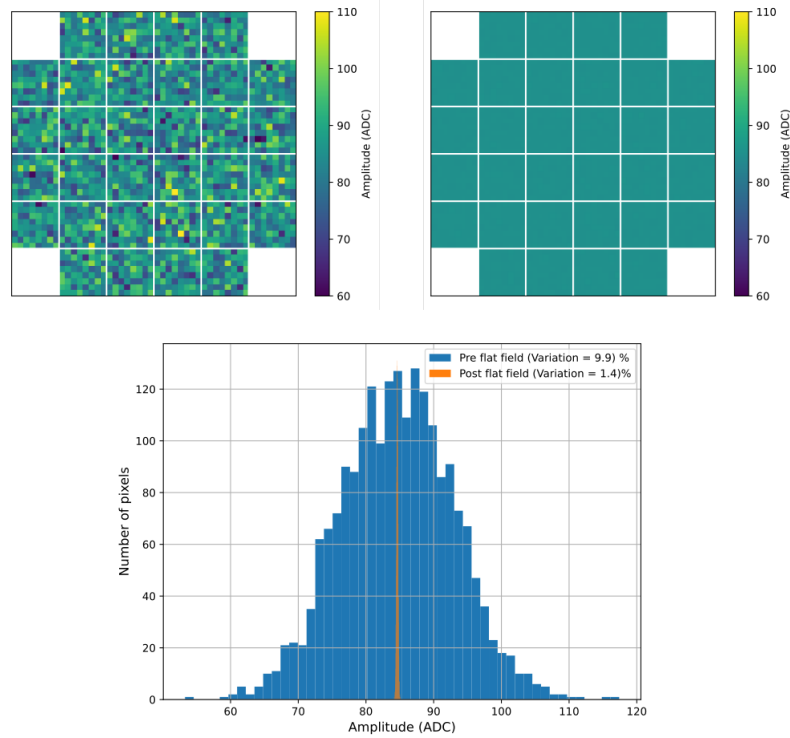 110
100
90
80
70
60
Amplitude (ADC)
110
100
90
80
70
60
Amplitude (ADC)
Pre flat field (Variation = 9.9) %
Post flat field (Variation = 1.4)%
120
100
80
60
40
20
0
Number of pixels
60 70 80 90 100 110 120
Amplitude (ADC)